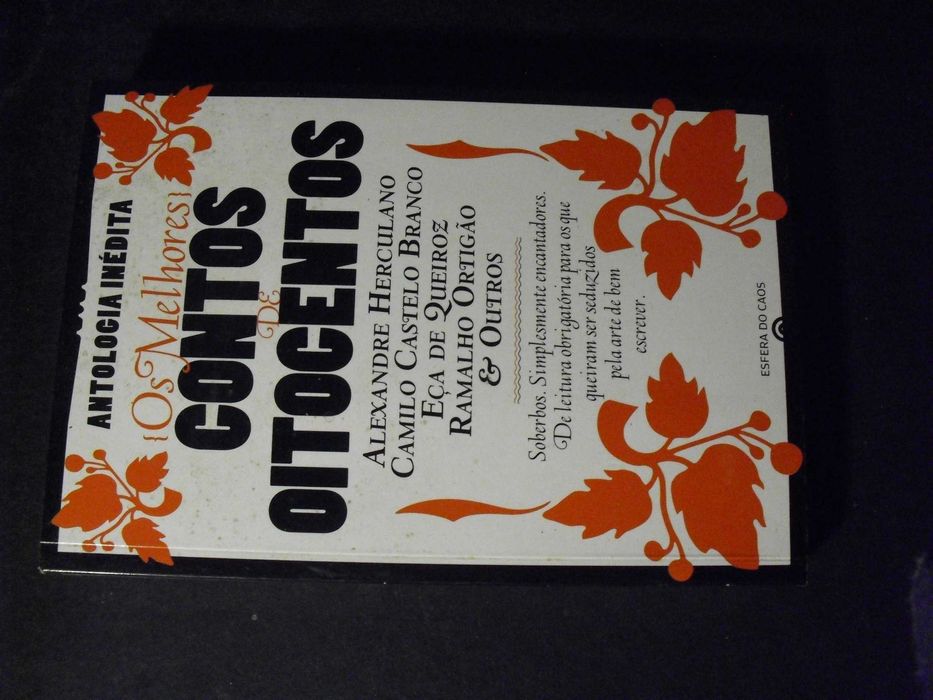 ANTOLOGIA INÉDITA
{Os Melhores}
CONTOS
DE
OITOCENTOS
ALEXANDRE HERCULANO
CAMILO CASTELO BRANCO
EÇA DE QUEIROZ
RAMALHO ORTIGÃO
& OUTROS
Soberbos. Simplesmente encantadores.
De leitura obrigatória para os que
queiram ser seduzidos
pela arte de bem
escrever.
ESFERA DO CAOS